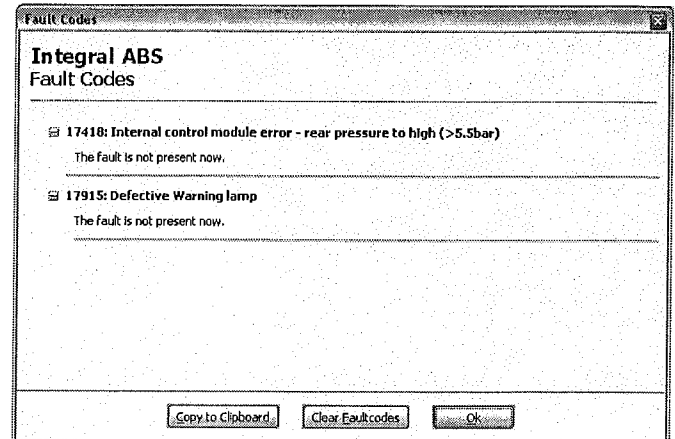 Fault Codes
Integral ABS
Fault Codes
17418: Internal control module error - rear pressure to high (>5.5bar)
The fault is not present now.
17915: Defective Warning lamp
The fault is not present now.
Copy to Clipboard
Clear Faultcodes
Ok